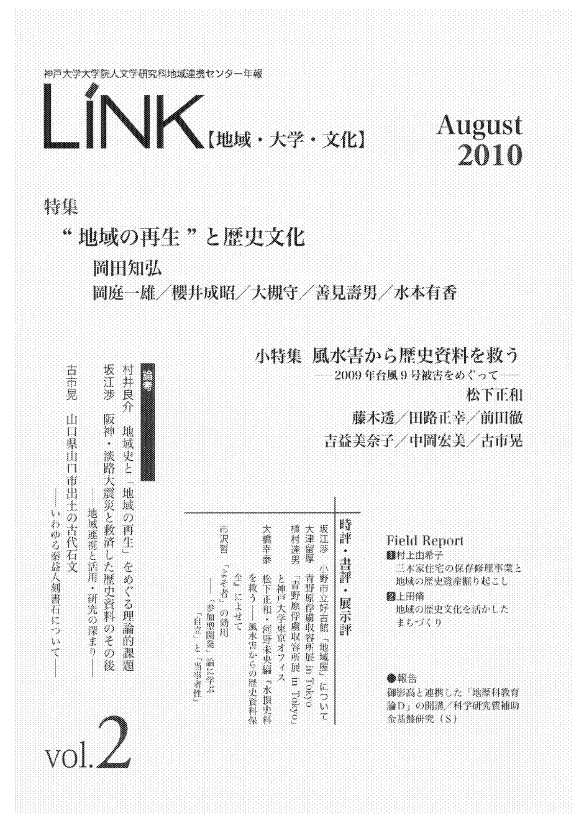 神戸大学大学院人文学研究科地域連携センター年報
LiNK【地域・大学・文化】
August
2010
特集
“地域の再生”と歴史文化
岡田知弘
岡庭一雄／櫻井成昭／大槻守／善見壽男／水本有香
小特集 風水害から歴史資料を救う
――2009年台風9号被害をめぐって――
松下正和
藤木透／田路正幸／前田徹
吉益美奈子／中岡宏美／古市晃
論考
村井良介 地域史と「地域の再生」をめぐる理論的課題
坂江渉 阪神・淡路大震災と救済した歴史資料のその後
――地域連携と活用・研究の深まり――
古市晃 山口県山口市出土の古代石文
――いわゆる秦益人刻書石について
時評・書評・展示評
坂江渉 小野市立好古館「地域展」について
大津留厚 青野原俘虜収容所展 in Tokyo
横村達男 「青野原俘虜収容所展 in Tokyo」
と神戸大学東京オフィス
大橋幸泰 松下正和・河野未央編『水損史料
を救う――風水害からの歴史資料保
全』によせて
市沢哲
「参加型開発」論に学ぶ
「自立」と「当事者性」
Field Report
1村上由希子
三木家住宅の保存修理事業と
地域の歴史遺産掘り起こし
2上田脩
地域の歴史文化を活かした
まちづくり
●報告
御影高と連携した「地歴科教育
論D」の開講／科学研究費補助
金基盤研究（S）
vol.2